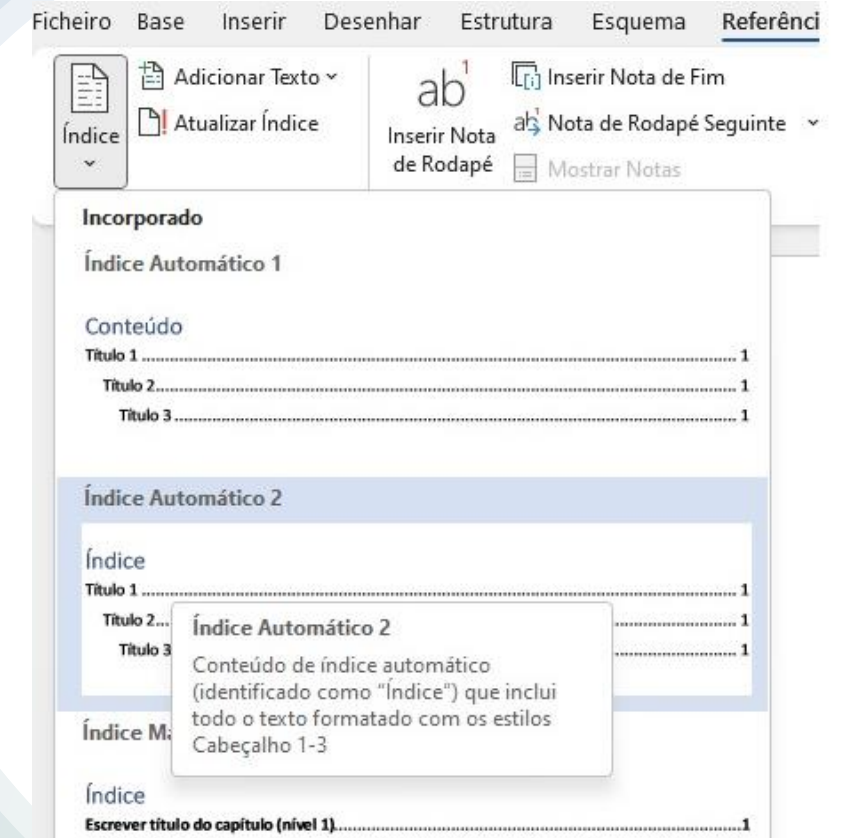 Ficheiro Base Inserir Desenhar Estrutura Esquema Referênci
Adicionar Texto
Atualizar Índice
Índice
ab1
Inserir Nota
de Rodapé
Inserir Nota de Fim
Nota de Rodapé Seguinte
Mostrar Notas
Incorporado
Índice Automático 1
Conteúdo
Título 1 ........ 1
Título 2 ........ 1
Título 3 ........ 1
Índice Automático 2
Índice
Título 1 ........ 1
Título 2... ........ 1
Título 3 ........ 1
Índice Automático 2
Conteúdo de índice automático
(identificado como "Índice") que inclui
todo o texto formatado com os estilos
Cabeçalho 1-3
Índice
Índice
Escrever título do capítulo (nível 1)........1